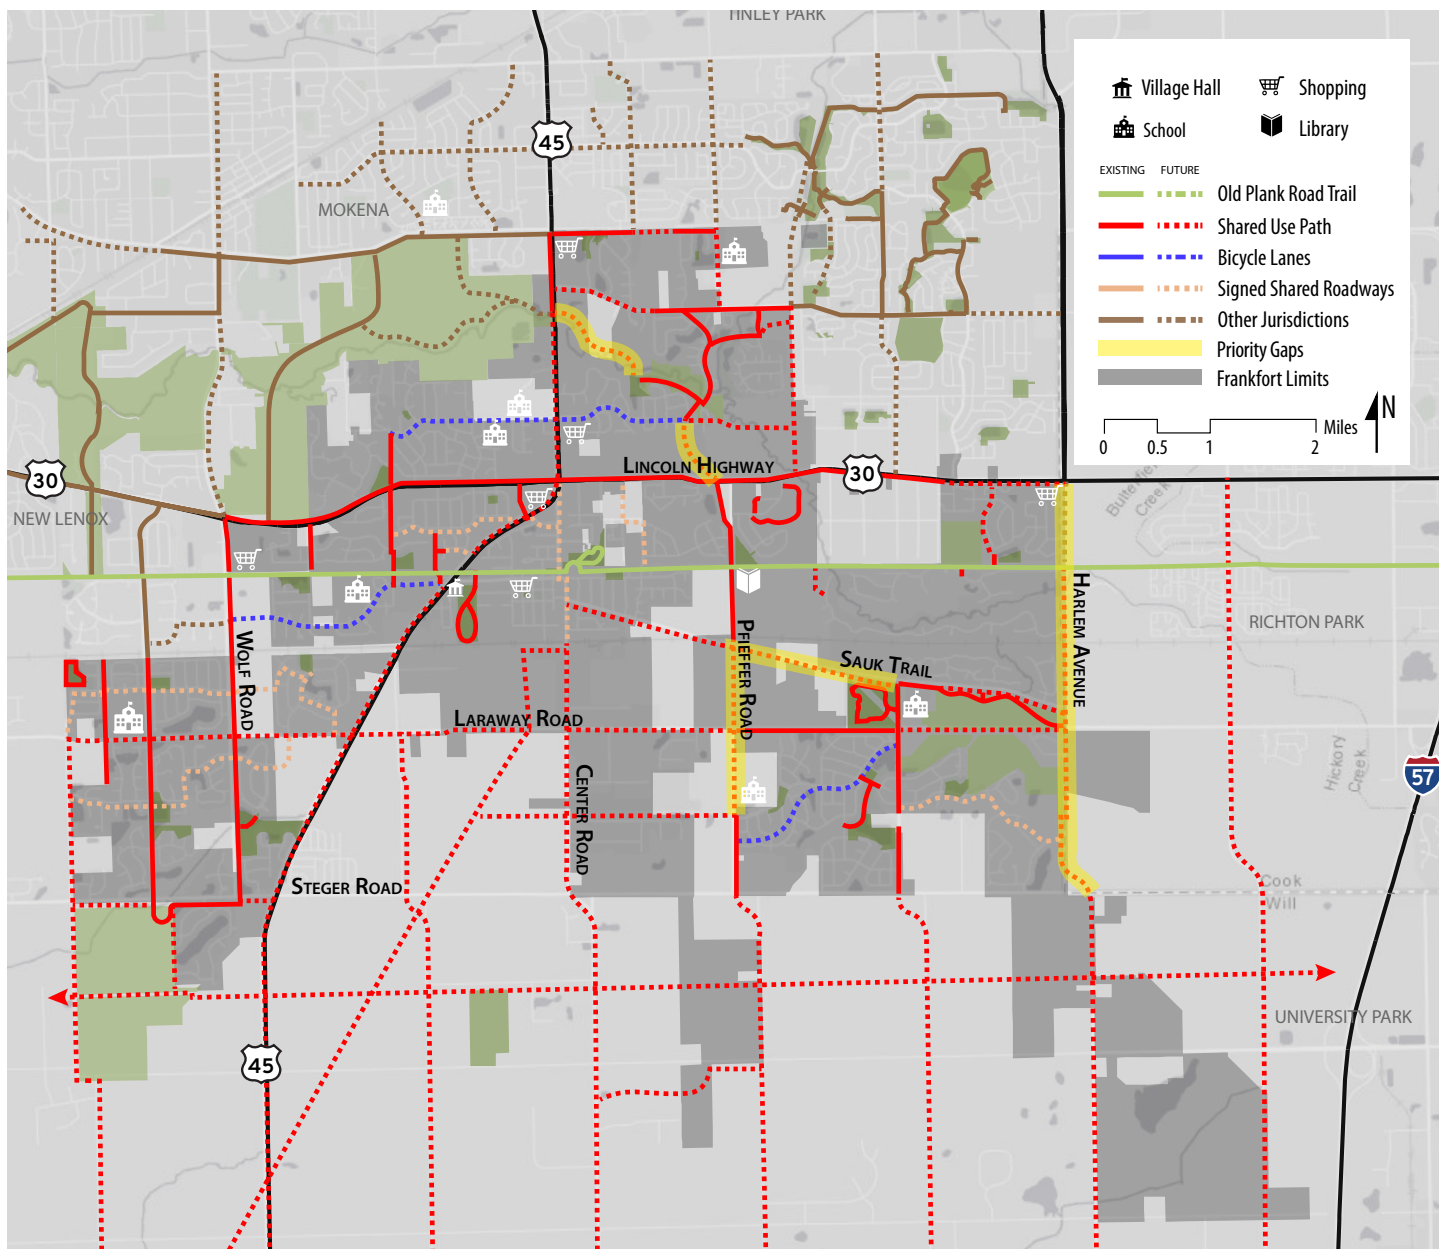 TINLEY PARK
Village Hall
Shopping
School
Library
EXISTING FUTURE
Old Plank Road Trail
Shared Use Path
Bicycle Lanes
Signed Shared Roadways
Other Jurisdictions
Priority Gaps
Frankfort Limits
Miles
0 0.5 1 2
N
45
MOKENA
LINCOLN HIGHWAY
30
30
Butterfield
Creek
NEW LENOX
HARLEM AVENUE
RICHTON PARK
WOLF ROAD
PFIEFFER ROAD
SAUK TRAIL
LARAWAY ROAD
CENTER ROAD
Hickory
Creek
57
STEGER ROAD
Cook
Will
UNIVERSITY PARK
45